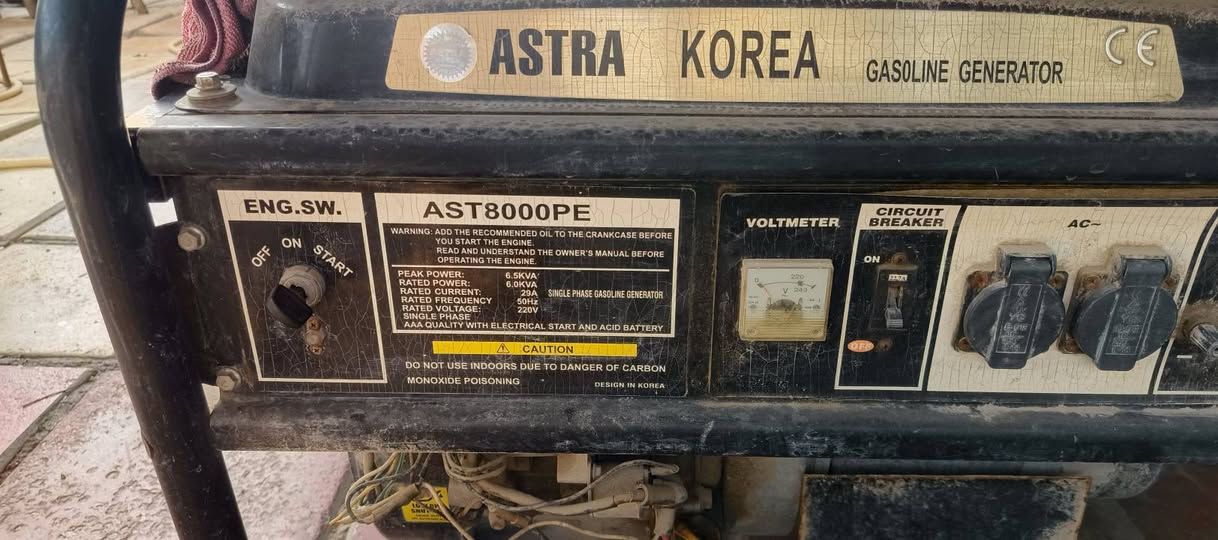 ASTRA KOREA GASOLINE GENERATOR CE
ENG.SW.
OFF ON START
AST8000PE
WARNING: ADD THE RECOMMENDED OIL TO THE CRANKCASE BEFORE
YOU START THE ENGINE.
READ AND UNDERSTAND THE OWNER'S MANUAL BEFORE
OPERATING THE ENGINE.
PEAK POWER: 6.5KVA
RATED POWER: 6.0KVA
RATED CURRENT: 29A
RATED FREQUENCY 50Hz
RATED VOLTAGE: 220V
SINGLE PHASE
SINGLE PHASE GASOLINE GENERATOR
AAA QUALITY WITH ELECTRICAL START AND ACID BATTERY
CAUTION
DO NOT USE INDOORS DUE TO DANGER OF CARBON
MONOXIDE POISONING
DESIGN IN KOREA
VOLTMETER
0 220
240
V
CIRCUIT
BREAKER
ON
OFF
AC~